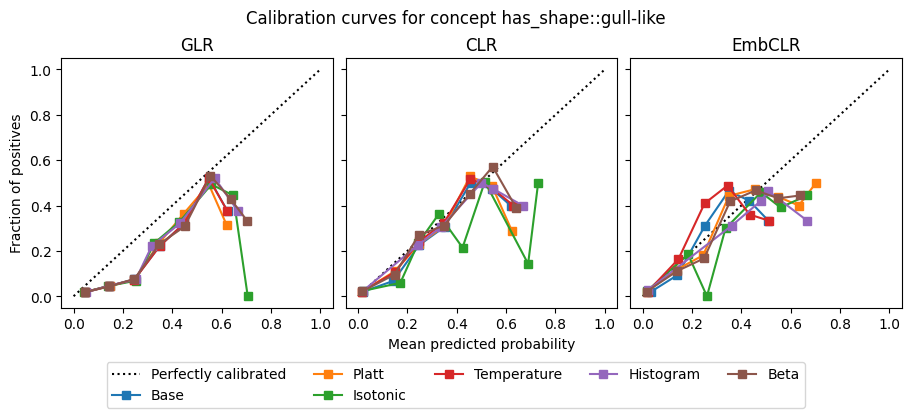 Calibration curves for concept has_shape::gull-like
GLR
CLR
EmbCLR
Fraction of positives
1.0
0.8
0.6
0.4
0.2
0.0
0.0 0.2 0.4 0.6 0.8 1.0
0.0 0.2 0.4 0.6 0.8 1.0
0.0 0.2 0.4 0.6 0.8 1.0
Mean predicted probability
Perfectly calibrated
Base
Platt
Isotonic
Temperature
Histogram
Beta